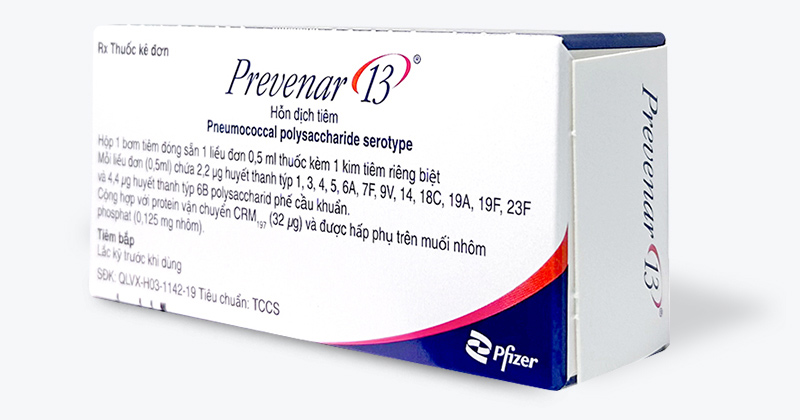 Rx Thuốc kê đơn
Prevenar 13®
Hỗn dịch tiêm
Pneumococcal polysaccharide serotype
Hộp 1 bơm tiêm đóng sẵn 1 liều đơn 0,5 ml thuốc kèm 1 kim tiêm riêng biệt
Mỗi liều đơn (0,5ml) chứa 2,2 µg huyết thanh týp 1, 3, 4, 5, 6A, 7F, 9V, 14, 18C, 19A, 19F, 23F
và 4,4 µg huyết thanh týp 6B polysaccharid phế cầu khuẩn.
Cộng hợp với protein vận chuyển CRM197 (32 µg) và được hấp phụ trên muối nhôm
phosphat (0,125 mg nhôm).
Tiêm bắp
Lắc kỹ trước khi dùng
SĐK: QLVX-H03-1142-19 Tiêu chuẩn: TCCS
Pfizer
Prevenar 13®